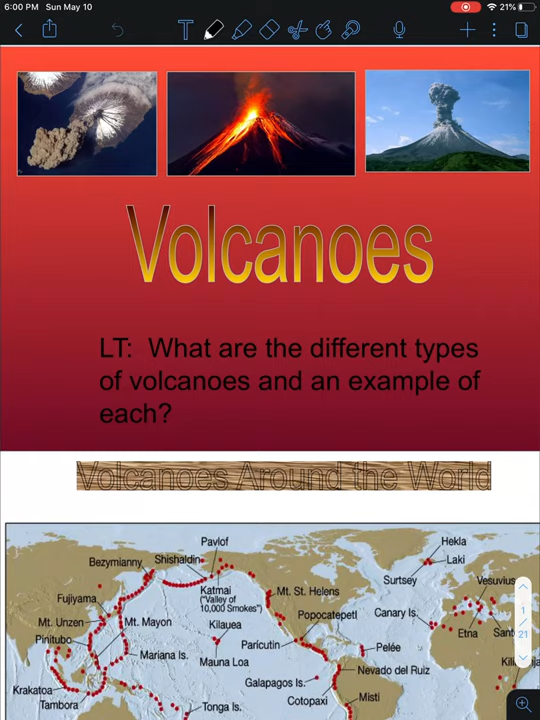 6:00 PM Sun May 10
21%
Volcanoes
LT: What are the different types
of volcanoes and an example of
each?
Volcanoes Around the World
Hekla
Pavlof
Bezymianny
Shishaldin
Laki
Katmai
("Valley of
10,000 Smokes")
Surtsey
Vesuvius
Mt. St. Helens
Fujiyama
Popocatepetl
Canary Is.
Mt. Unzen
Mt. Mayon
Kilauea
Etna
Pinitubo
Parícutin
Pelée
Mariana Is.
Mauna Loa
Nevado del Ruiz
Galapagos Is.
Krakatoa
Cotopaxi
Misti
Tambora
Tonga Is.
1
/
21